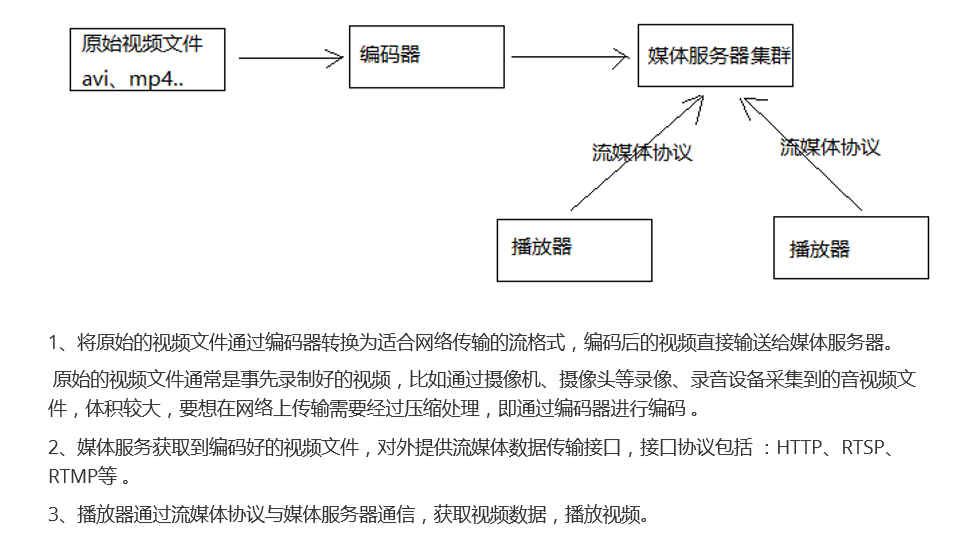 原始视频文件
avi、mp4..
编码器
媒体服务器集群
流媒体协议
流媒体协议
播放器
播放器
1、将原始的视频文件通过编码器转换为适合网络传输的流格式，编码后的视频直接输送给媒体服务器。
原始的视频文件通常是事先录制好的视频，比如通过摄像机、摄像头等录像、录音设备采集到的音视频文
件，体积较大，要想在网络上传输需要经过压缩处理，即通过编码器进行编码 。
2、媒体服务获取到编码好的视频文件，对外提供流媒体数据传输接口，接口协议包括 ：HTTP、RTSP、
RTMP等 。
3、播放器通过流媒体协议与媒体服务器通信，获取视频数据，播放视频。